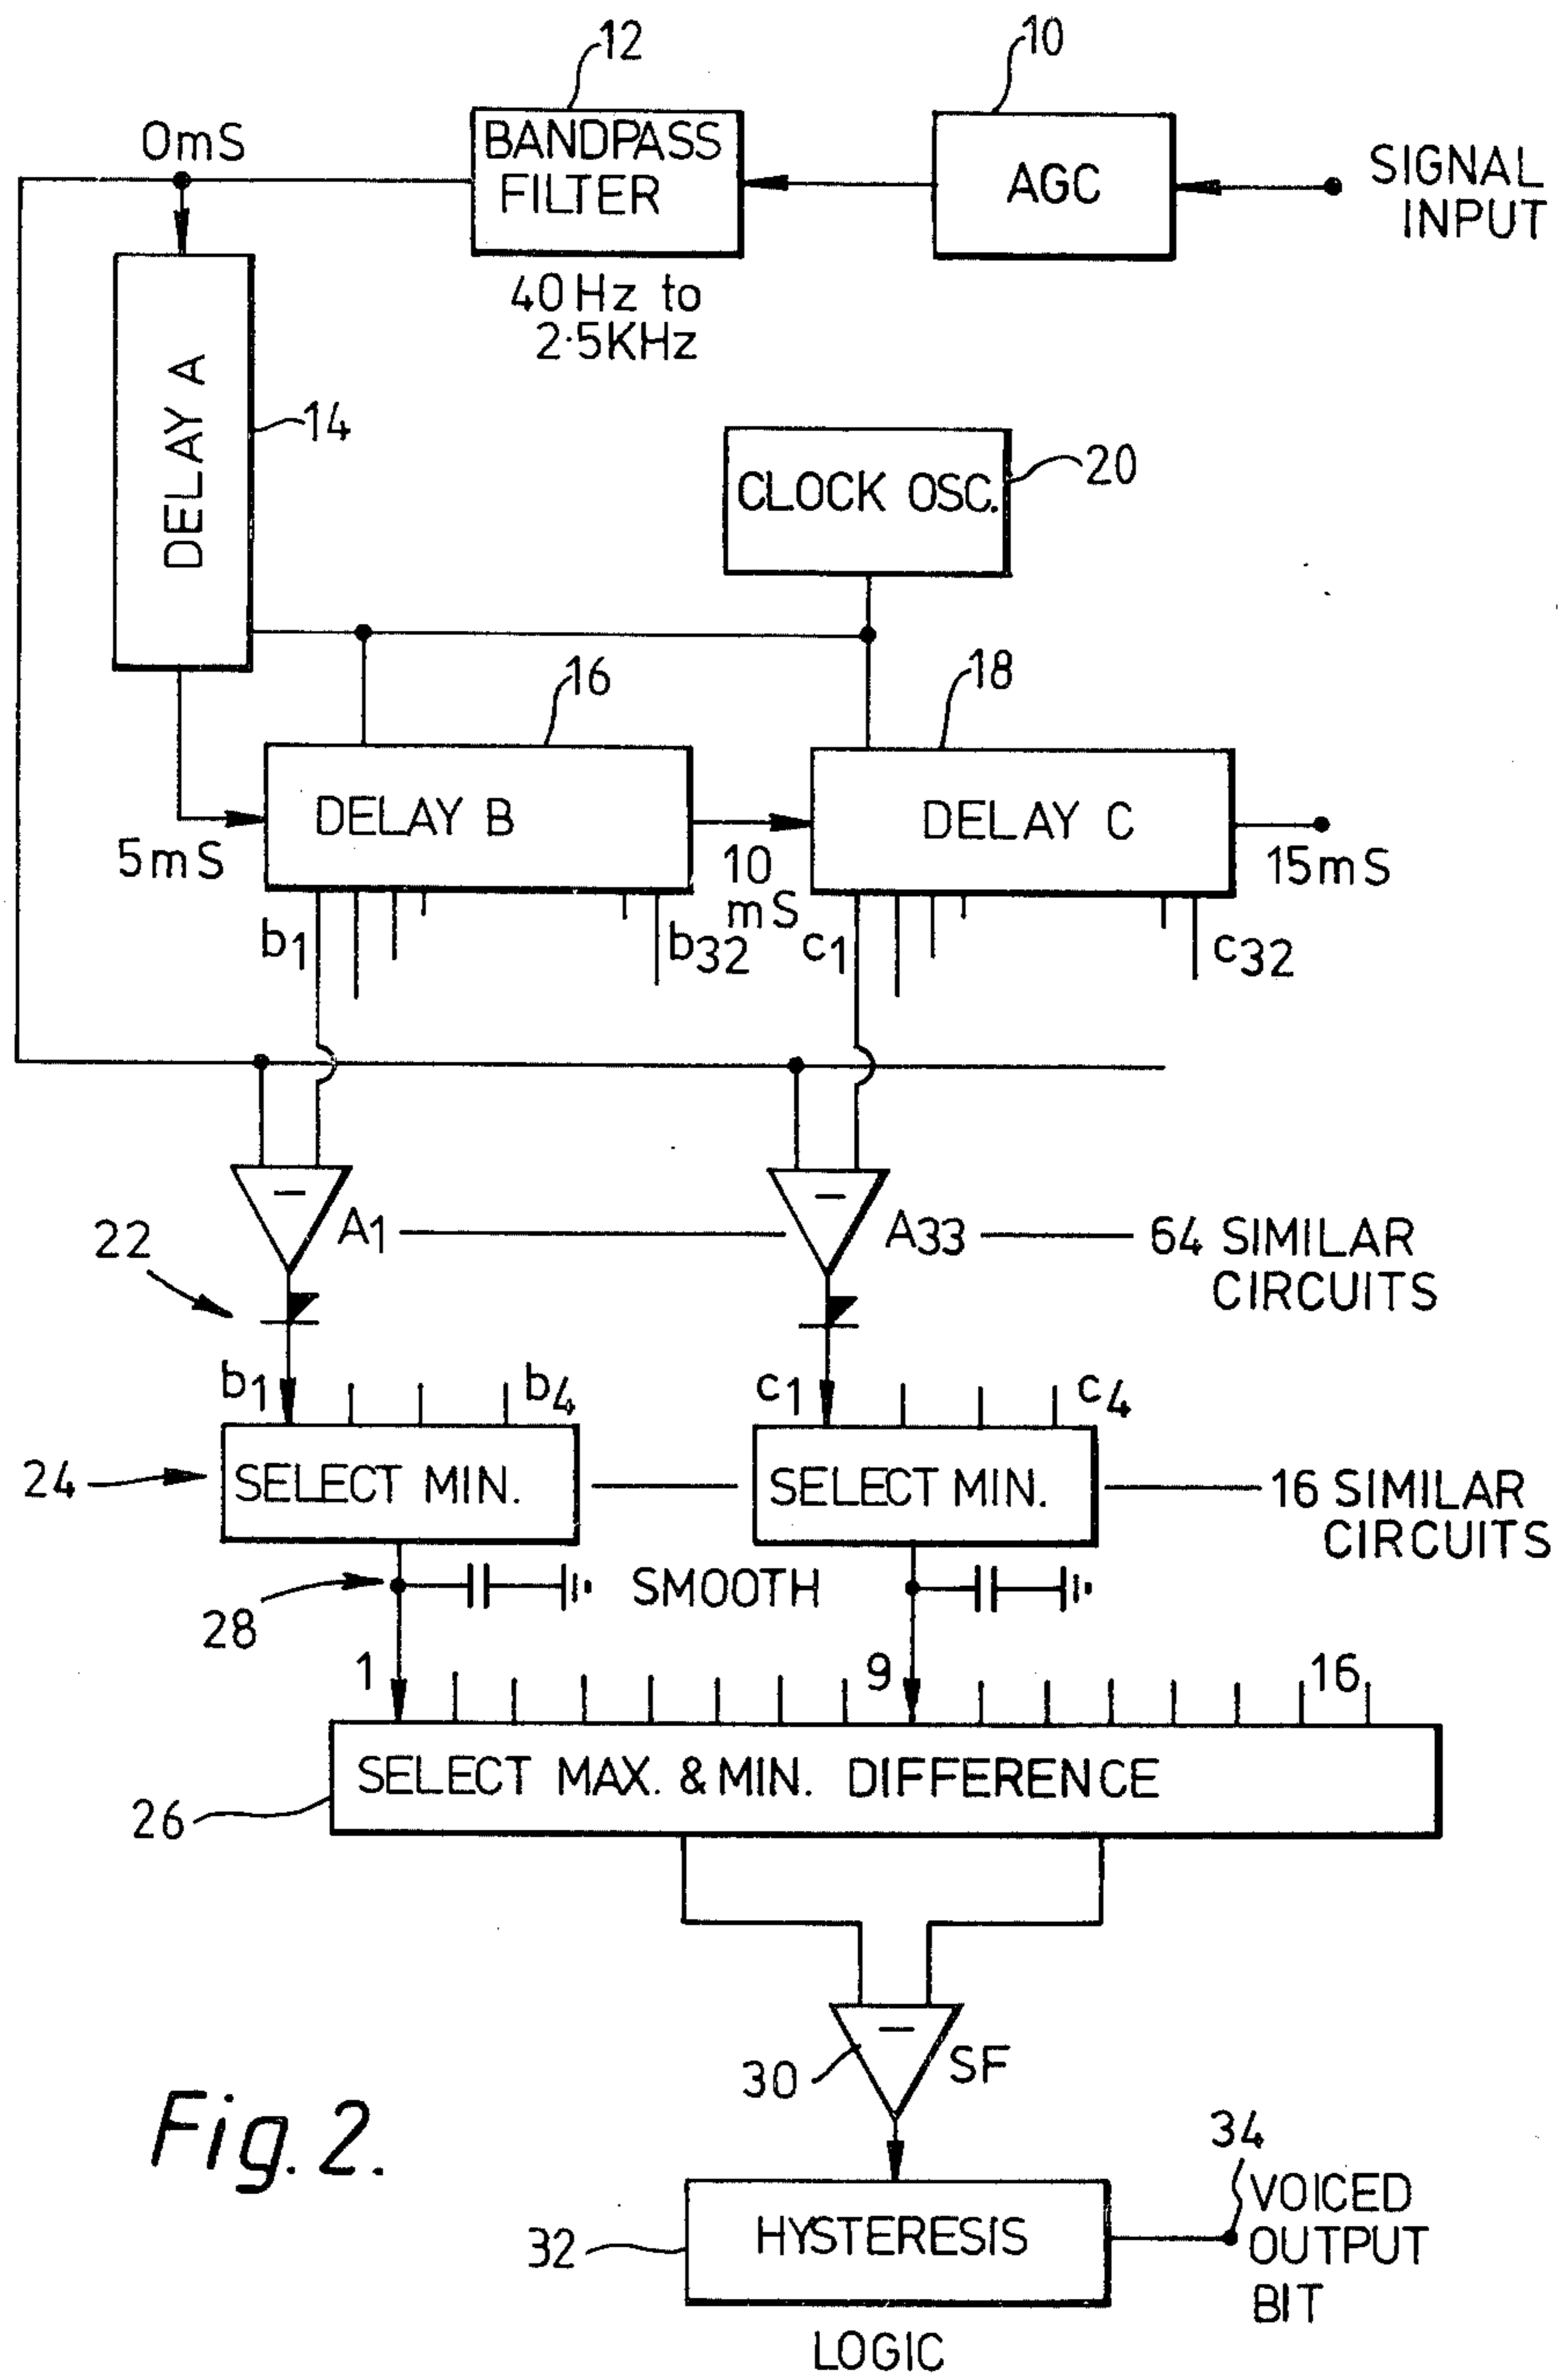 12
10
0mS
BANDPASS
FILTER
AGC
SIGNAL
INPUT
40Hz to
2·5KHz
DELAY A
14
CLOCK OSC.
20
16
18
DELAY B
DELAY C
5mS
10
mS
15mS
b1
b32
c1
c32
A1
A33
64 SIMILAR
CIRCUITS
22
b1
b4
c1
c4
24
SELECT MIN.
SELECT MIN.
16 SIMILAR
CIRCUITS
28
SMOOTH
1
9
16
SELECT MAX. & MIN. DIFFERENCE
26
30
SF
Fig. 2.
34
VOICED
OUTPUT
BIT
32
HYSTERESIS
LOGIC